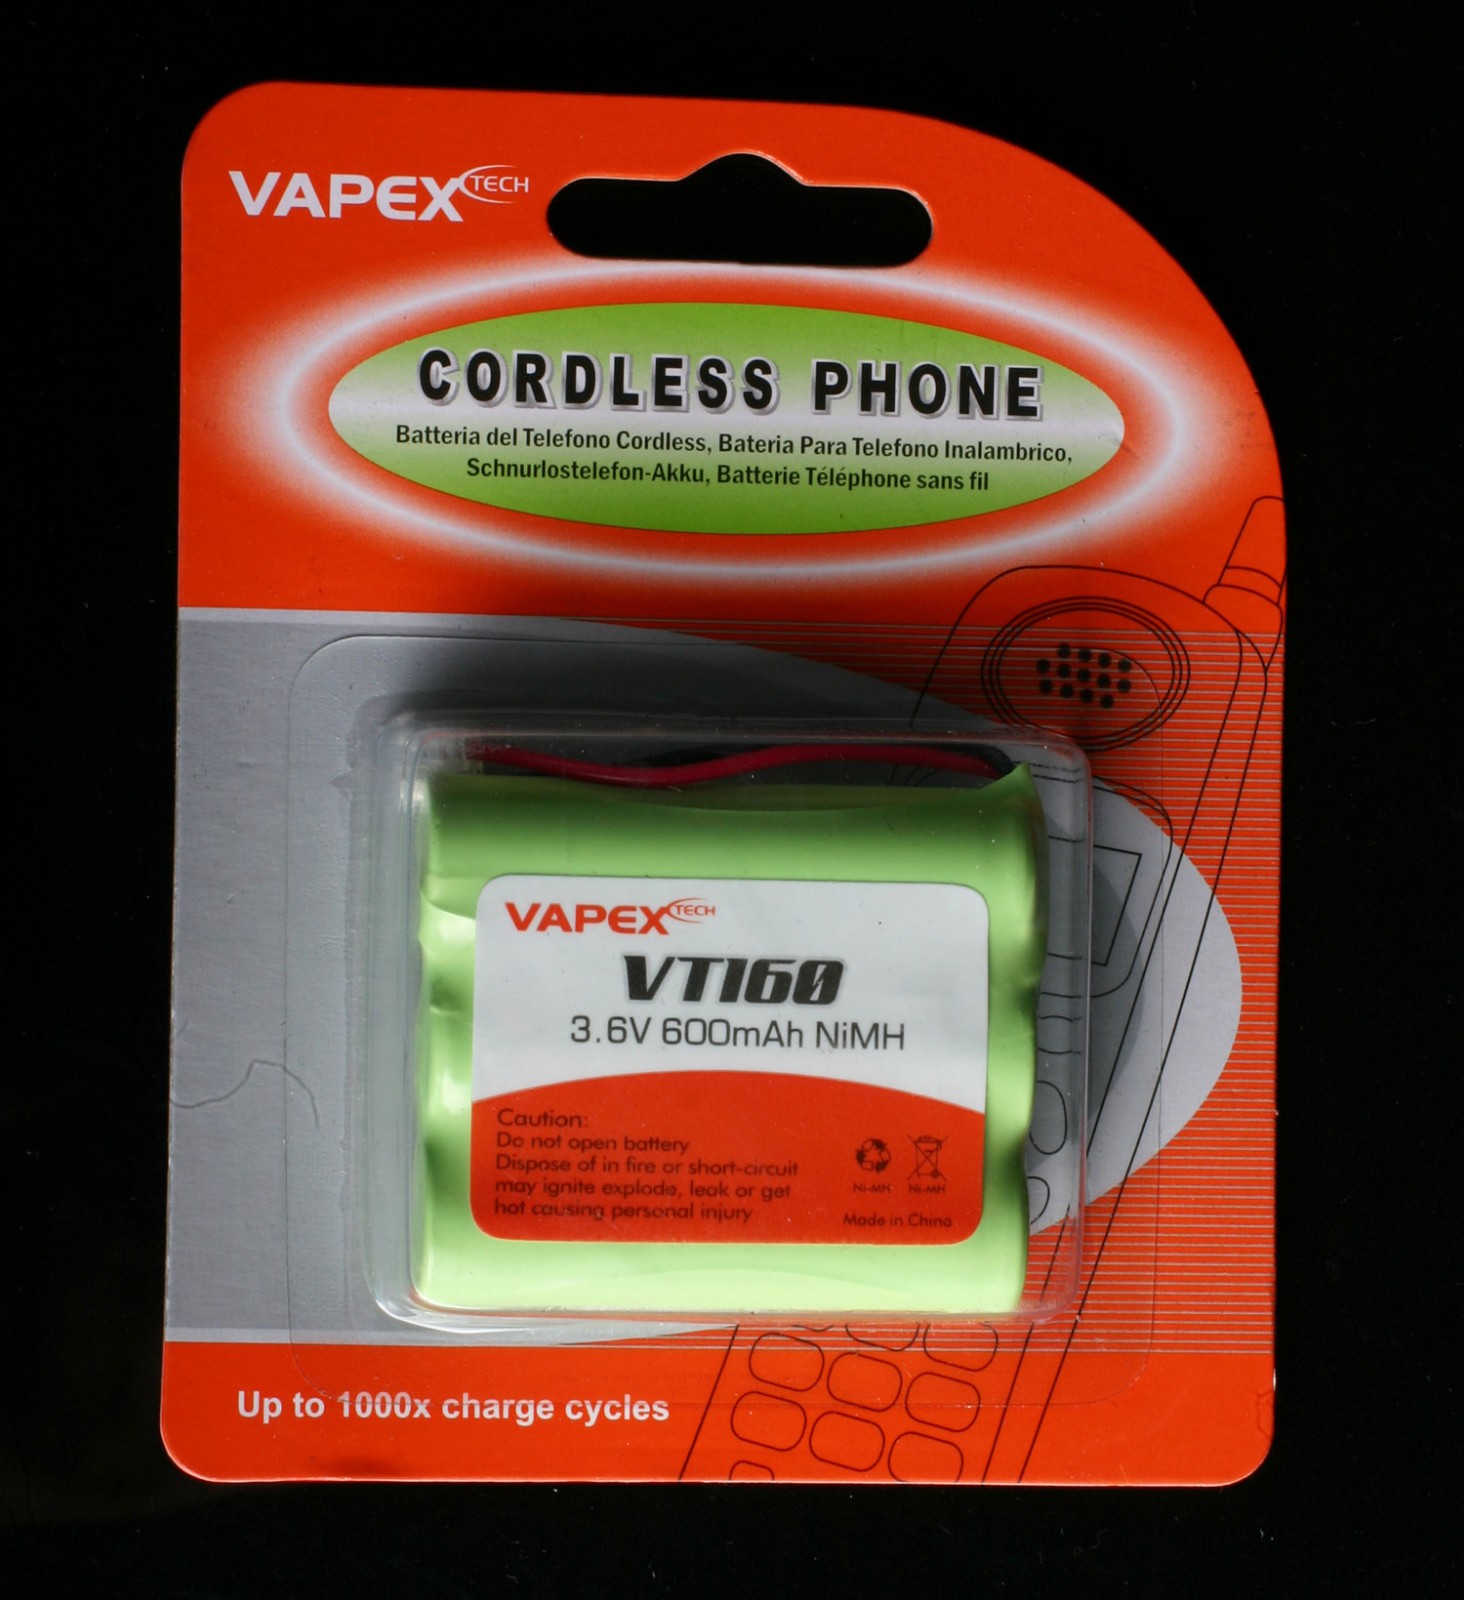 VAPEX TECH
CORDLESS PHONE
Batteria del Telefono Cordless, Bateria Para Telefono Inalambrico,
Schnurlostelefon-Akku, Batterie Téléphone sans fil
VAPEX TECH
VT160
3.6V 600mAh NiMH
Caution:
Do not open battery
Dispose of in fire or short-circuit
may ignite explode, leak or get
hot causing personal injury
Ni-MH Ni-MH
Made in China
Up to 1000x charge cycles